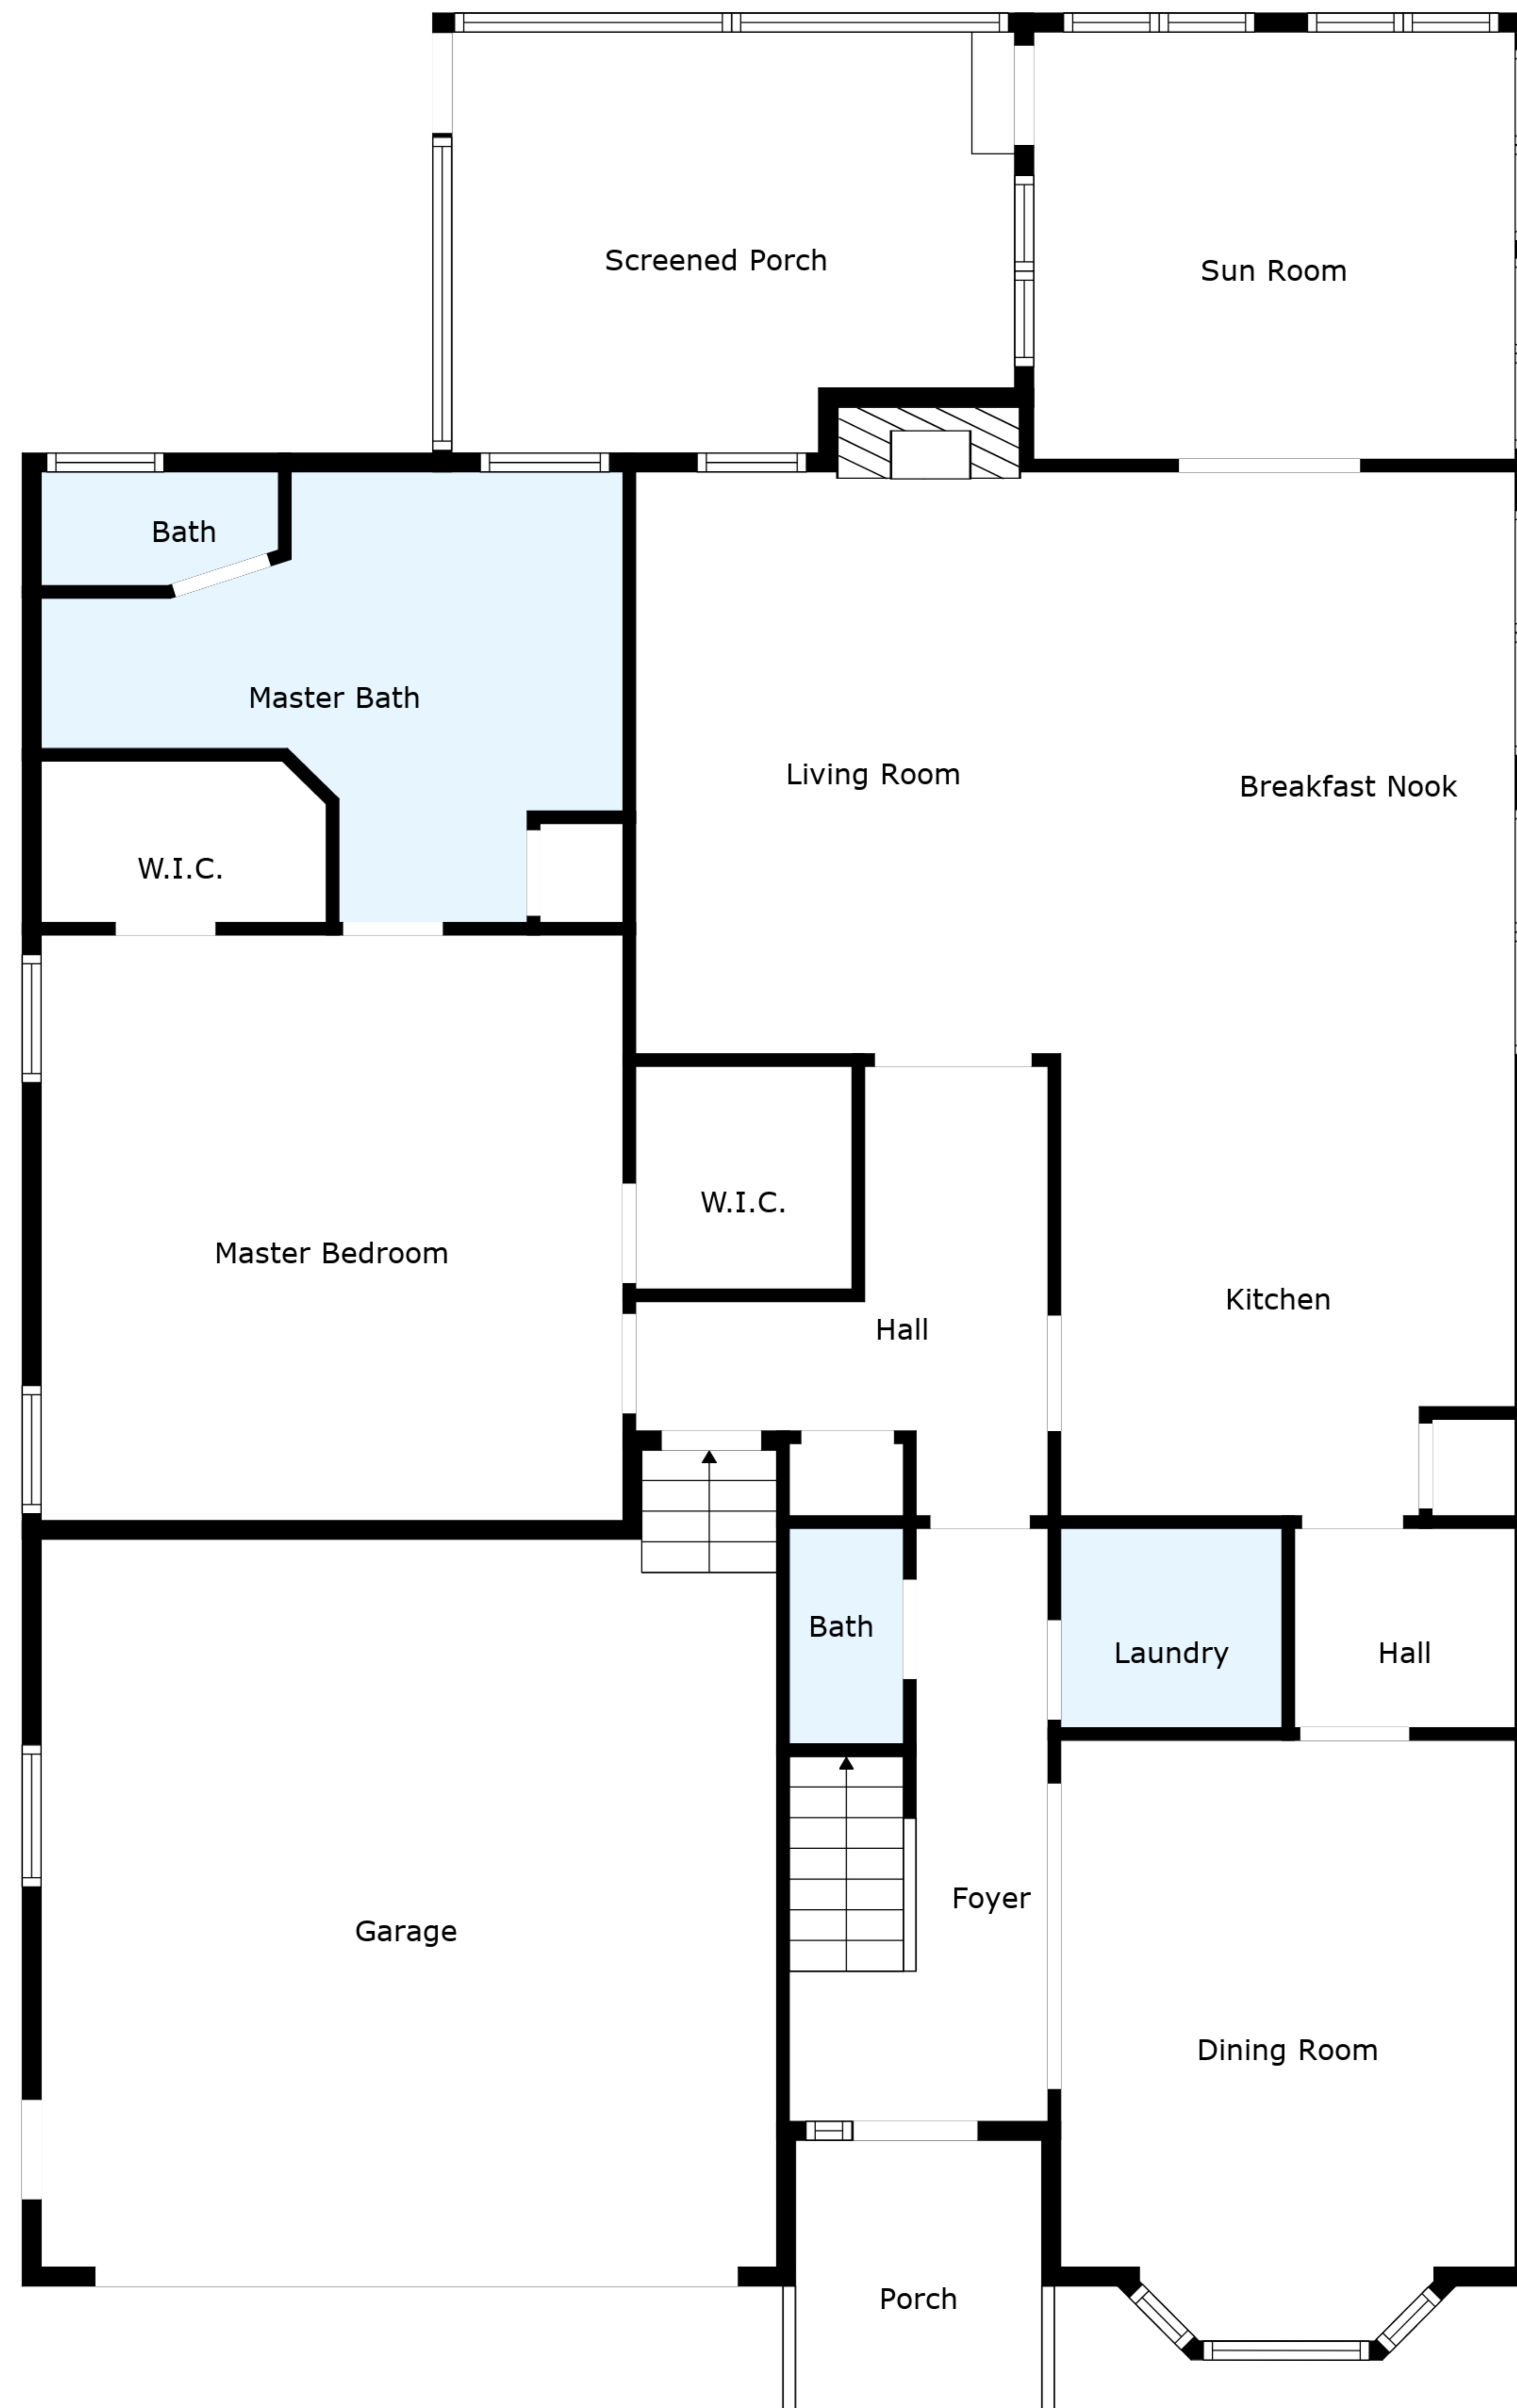 Screened Porch
Sun Room
Bath
Master Bath
Living Room
Breakfast Nook
W.I.C.
W.I.C.
Master Bedroom
Kitchen
Hall
Bath
Laundry
Hall
Foyer
Garage
Dining Room
Porch